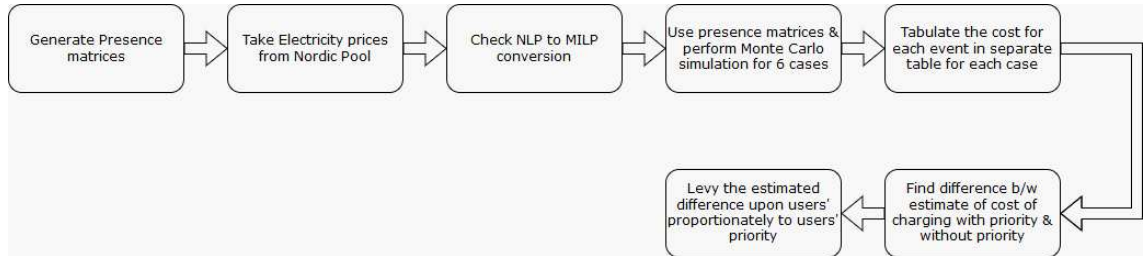 Generate Presence
matrices
Take Electricity prices
from Nordic Pool
Check NLP to MILP
conversion
Use presence matrices &
perform Monte Carlo
simulation for 6 cases
Tabulate the cost for
each event in separate
table for each case
Find difference b/w
estimate of cost of
charging with priority &
without priority
Levy the estimated
difference upon users'
proportionately to users'
priority